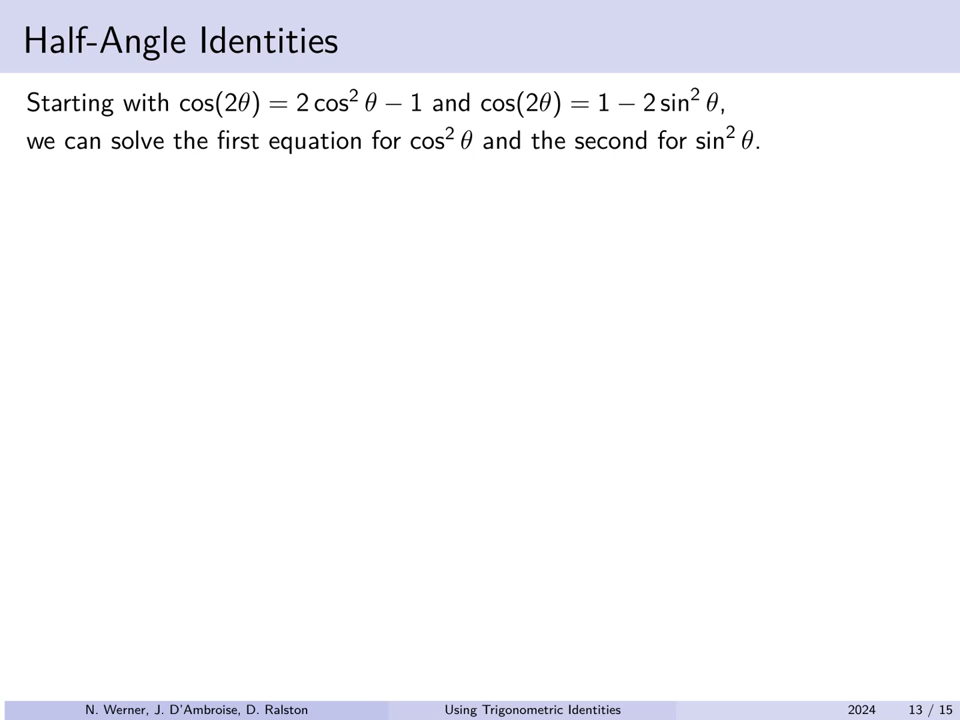 Half-Angle Identities
Starting with cos(2θ) = 2 cos² θ − 1 and cos(2θ) = 1 − 2 sin² θ,
we can solve the first equation for cos² θ and the second for sin² θ.
N. Werner, J. D'Ambroise, D. Ralston Using Trigonometric Identities 2024 13 / 15